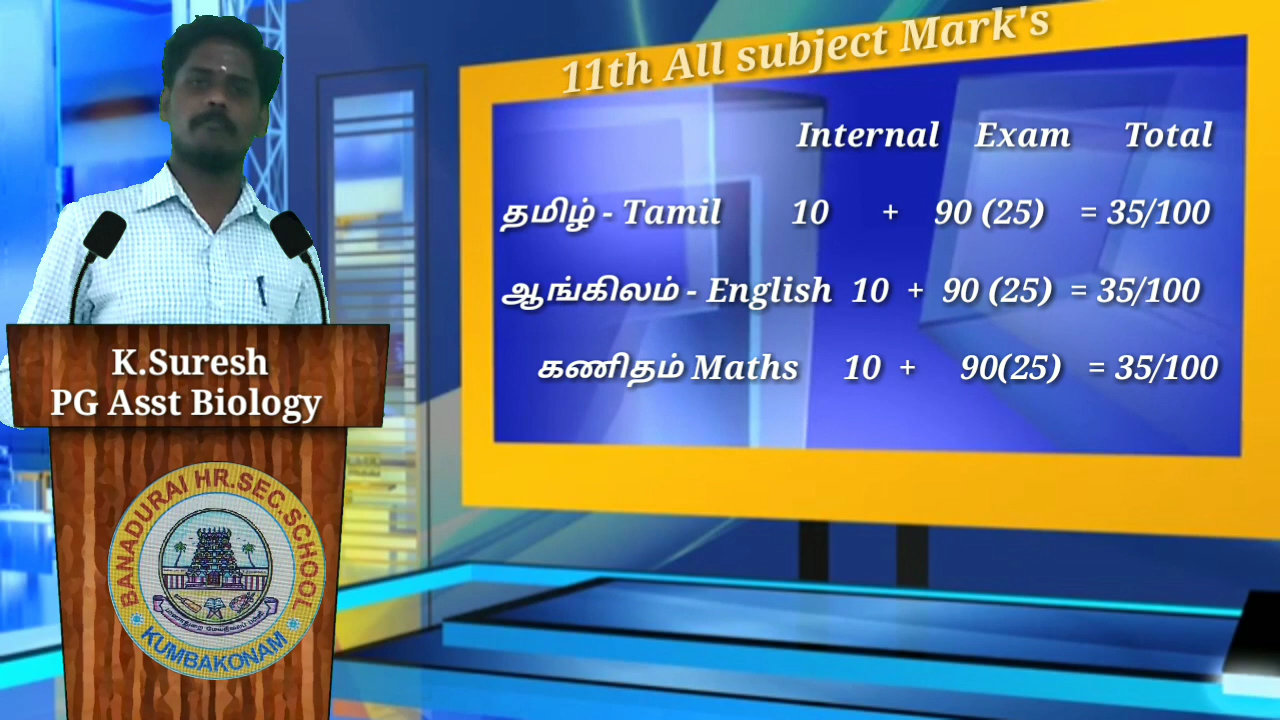 11th All subject Mark's
Internal Exam Total
தமிழ் - Tamil 10 + 90 (25) = 35/100
ஆங்கிலம் - English 10 + 90 (25) = 35/100
கணிதம் Maths 10 + 90(25) = 35/100
K.Suresh
PG Asst Biology
BANADURAI HR.SEC.SCHOOL
KUMBAKONAM